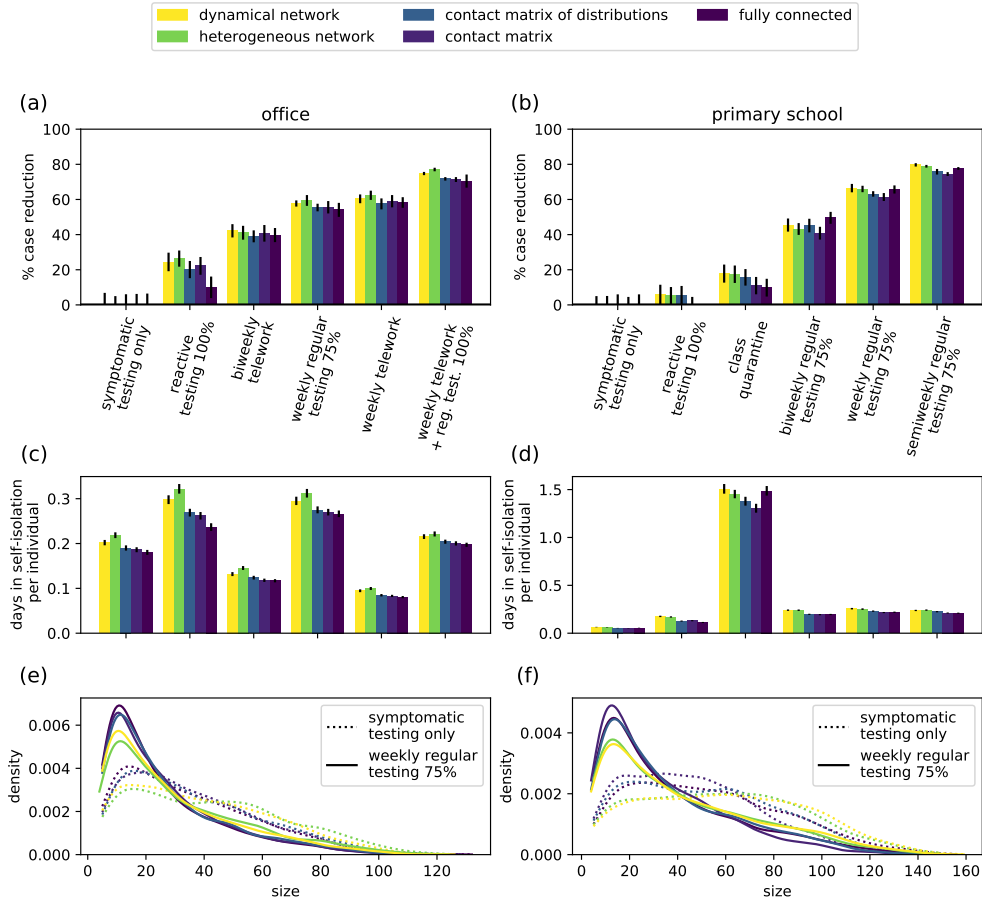 dynamical network
heterogeneous network
contact matrix of distributions
contact matrix
fully connected
(a)
office
100
80
60
40
20
0
% case reduction
symptomatic
testing only
reactive
testing 100%
biweekly
telework
weekly regular
testing 75%
weekly telework
weekly telework
+ reg. test. 100%
(b)
primary school
100
80
60
40
20
0
% case reduction
symptomatic
testing only
reactive
testing 100%
class
quarantine
biweekly regular
testing 75%
weekly regular
testing 75%
semiweekly regular
testing 75%
(c)
0.3
0.2
0.1
0.0
days in self-isolation
per individual
(d)
1.5
1.0
0.5
0.0
days in self-isolation
per individual
(e)
0.006
0.004
0.002
0.000
density
symptomatic
testing only
weekly regular
testing 75%
0 20 40 60 80 100 120
size
(f)
0.004
0.002
0.000
density
symptomatic
testing only
weekly regular
testing 75%
0 20 40 60 80 100 120 140 160
size